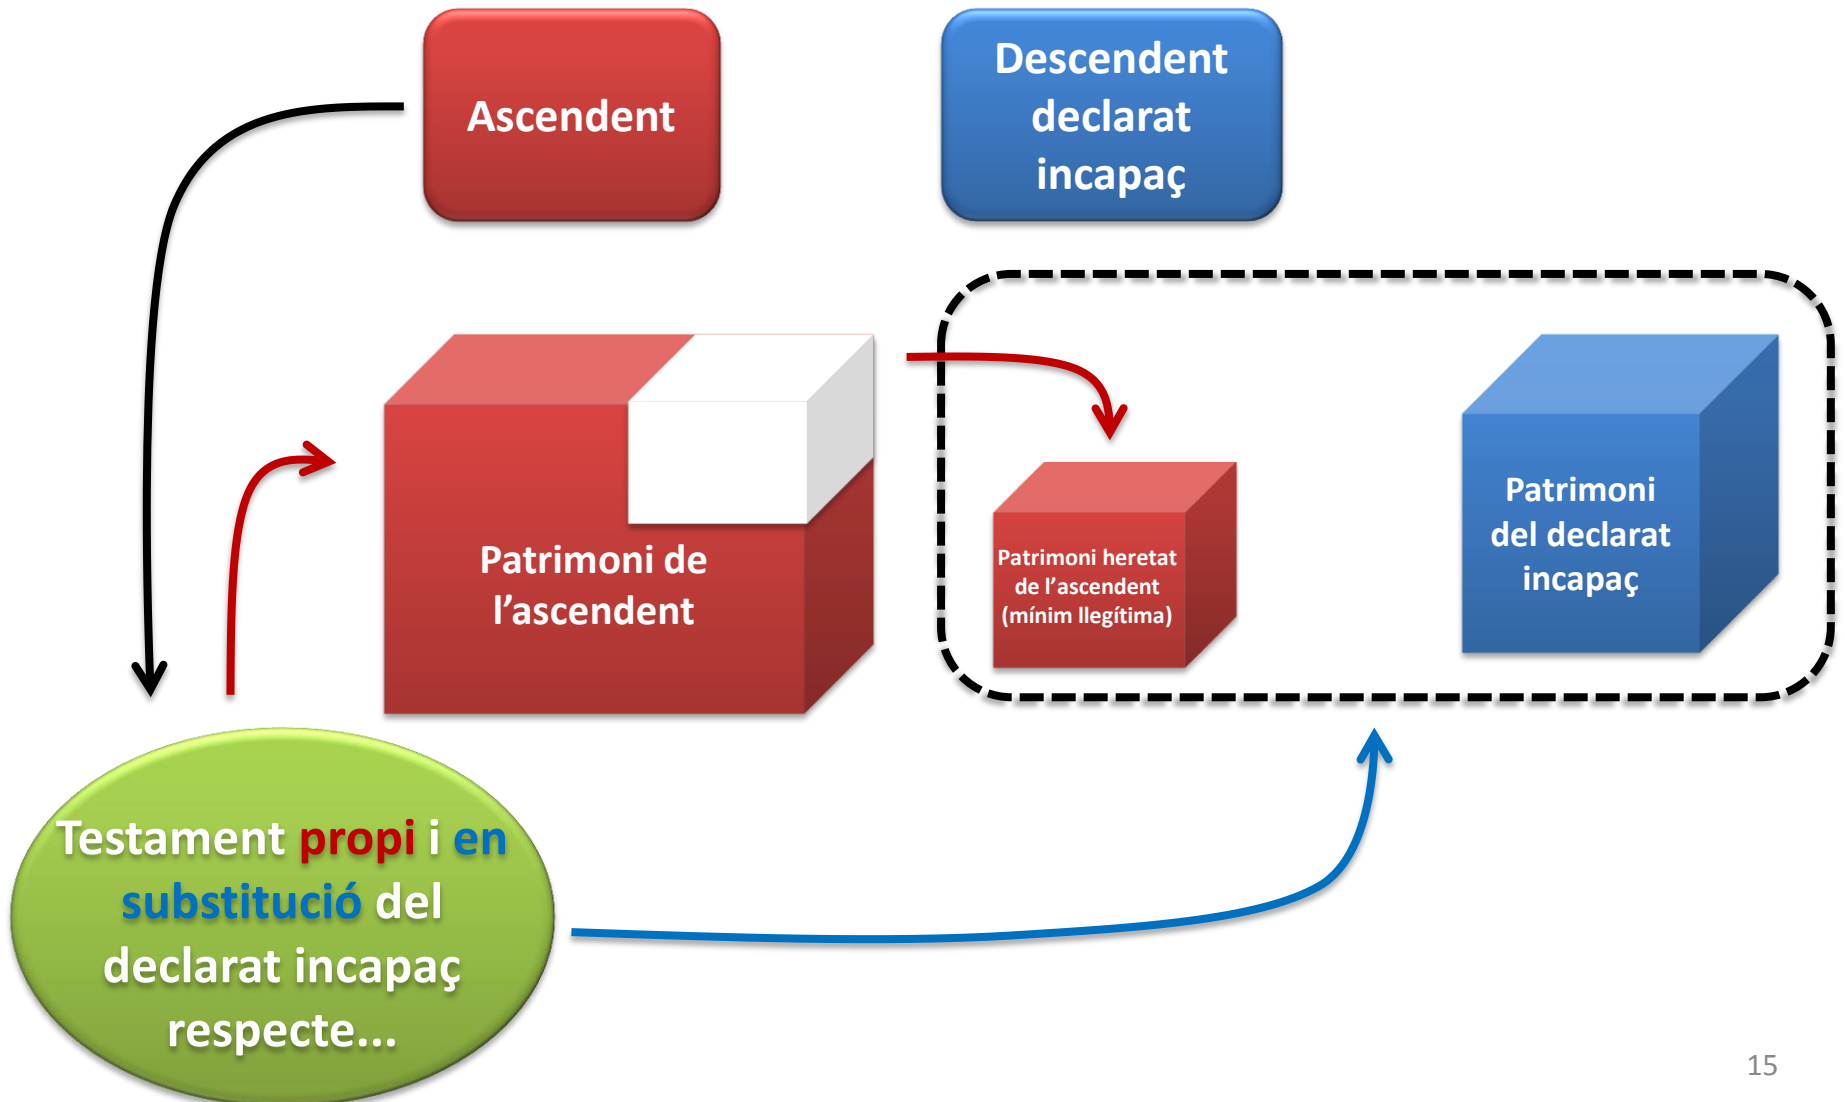 Ascendent
Descendent
declarat
incapaç
Patrimoni de
l’ascendent
Patrimoni heretat
de l’ascendent
(mínim llegítima)
Patrimoni
del declarat
incapaç
Testament propi i en
substitució del
declarat incapaç
respecte...
15